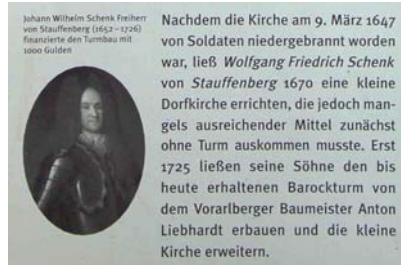 Johann Wilhelm Schenk Freiherr
von Stauffenberg (1652–1726)
finanzierte den Turmbau mit
1000 Gulden
Nachdem die Kirche am 9. März 1647
von Soldaten niedergebrannt worden
war, ließ Wolfgang Friedrich Schenk
von Stauffenberg 1670 eine kleine
Dorfkirche errichten, die jedoch man-
gels ausreichender Mittel zunächst
ohne Turm auskommen musste. Erst
1725 ließen seine Söhne den bis
heute erhaltenen Barockturm von
dem Vorarlberger Baumeister Anton
Liebhardt erbauen und die kleine
Kirche erweitern.